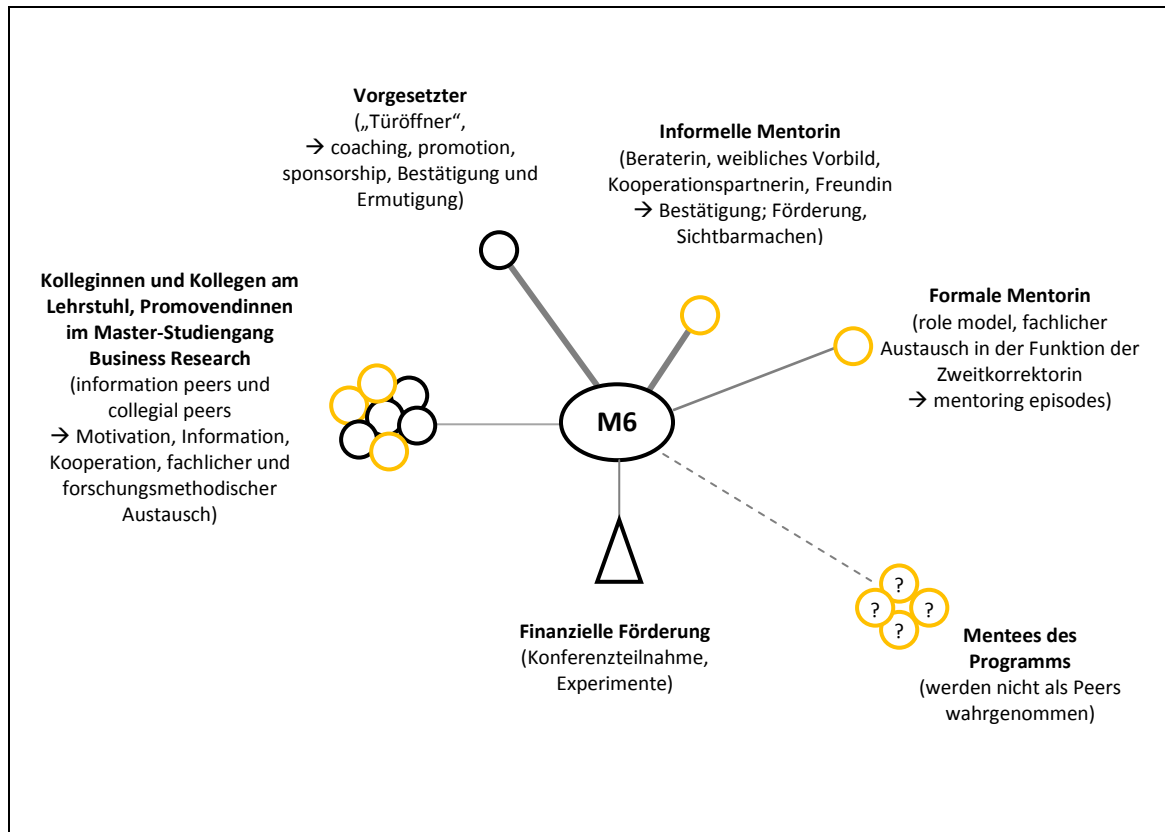 Vorgesetzter
(„Türöffner“,
→ coaching, promotion,
sponsorship, Bestätigung und
Ermutigung)
Informelle Mentorin
(Beraterin, weibliches Vorbild,
Kooperationspartnerin, Freundin
→ Bestätigung; Förderung,
Sichtbarmachen)
Kolleginnen und Kollegen am
Lehrstuhl, Promovendinnen
im Master-Studiengang
Business Research
(information peers und
collegial peers
→ Motivation, Information,
Kooperation, fachlicher und
forschungsmethodischer
Austausch)
Formale Mentorin
(role model, fachlicher
Austausch in der Funktion der
Zweitkorrektorin
→ mentoring episodes)
M6
Finanzielle Förderung
(Konferenzteilnahme,
Experimente)
?
? ?
?
Mentees des
Programms
(werden nicht als Peers
wahrgenommen)